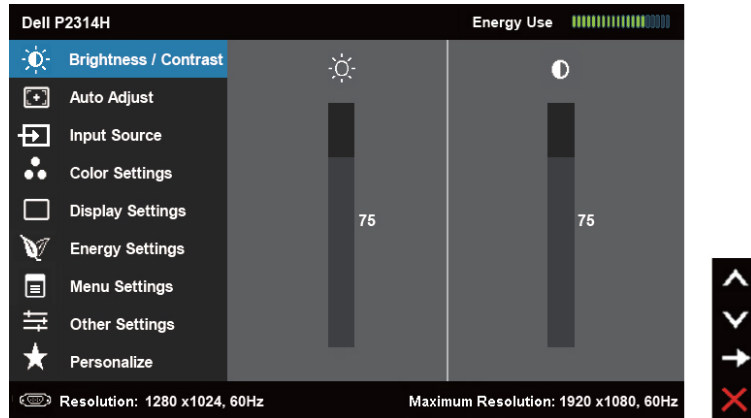 Dell P2314H
Energy Use
Brightness / Contrast
Auto Adjust
Input Source
Color Settings
Display Settings
Energy Settings
Menu Settings
Other Settings
Personalize
75
75
Resolution: 1280 x1024, 60Hz
Maximum Resolution: 1920 x1080, 60Hz